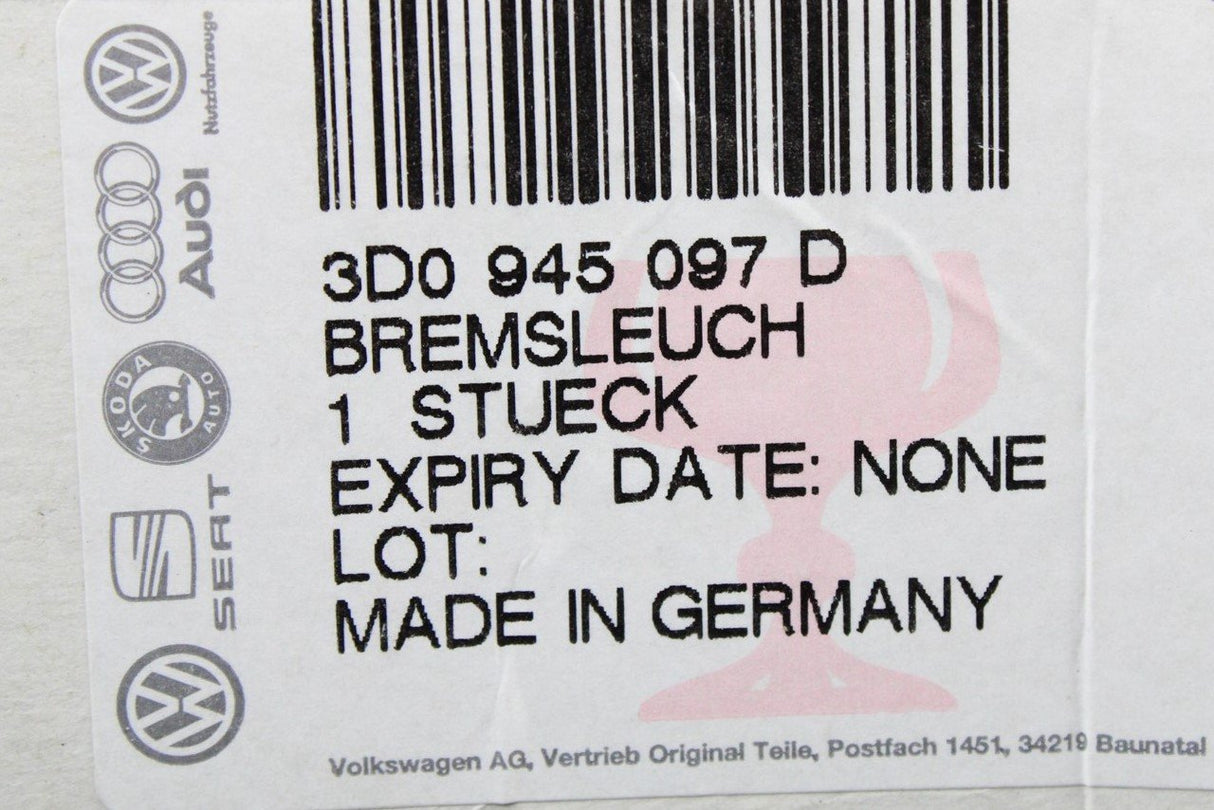 3D0 945 097 D
BREMSLEUCH
1 STUECK
EXPIRY DATE: NONE
LOT:
MADE IN GERMANY
Volkswagen AG, Vertrieb Original Teile, Postfach 1451, 34219 Baunatal
Nutzfahrzeuge
Audi
SKODA
AUTO
SEAT